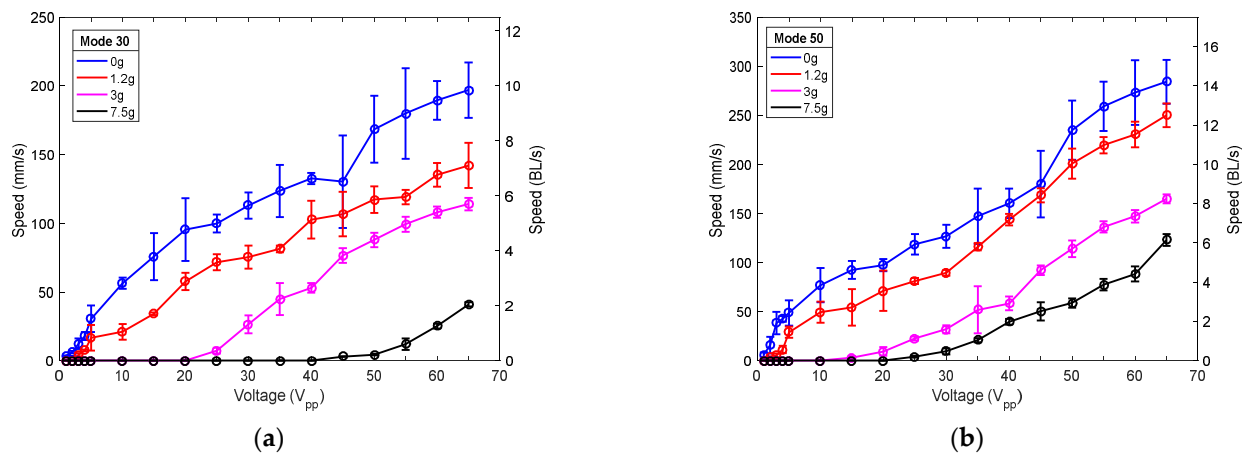 250
200
150
100
50
0
Speed (mm/s)
Mode 30
0g
1.2g
3g
7.5g
12
10
8
6
4
2
0
Speed (BL/s)
0 10 20 30 40 50 60 70
Voltage (Vpp)
(a)
350
300
250
200
150
100
50
0
Speed (mm/s)
Mode 50
0g
1.2g
3g
7.5g
16
14
12
10
8
6
4
2
0
Speed (BL/s)
0 10 20 30 40 50 60 70
Voltage (Vpp)
(b)